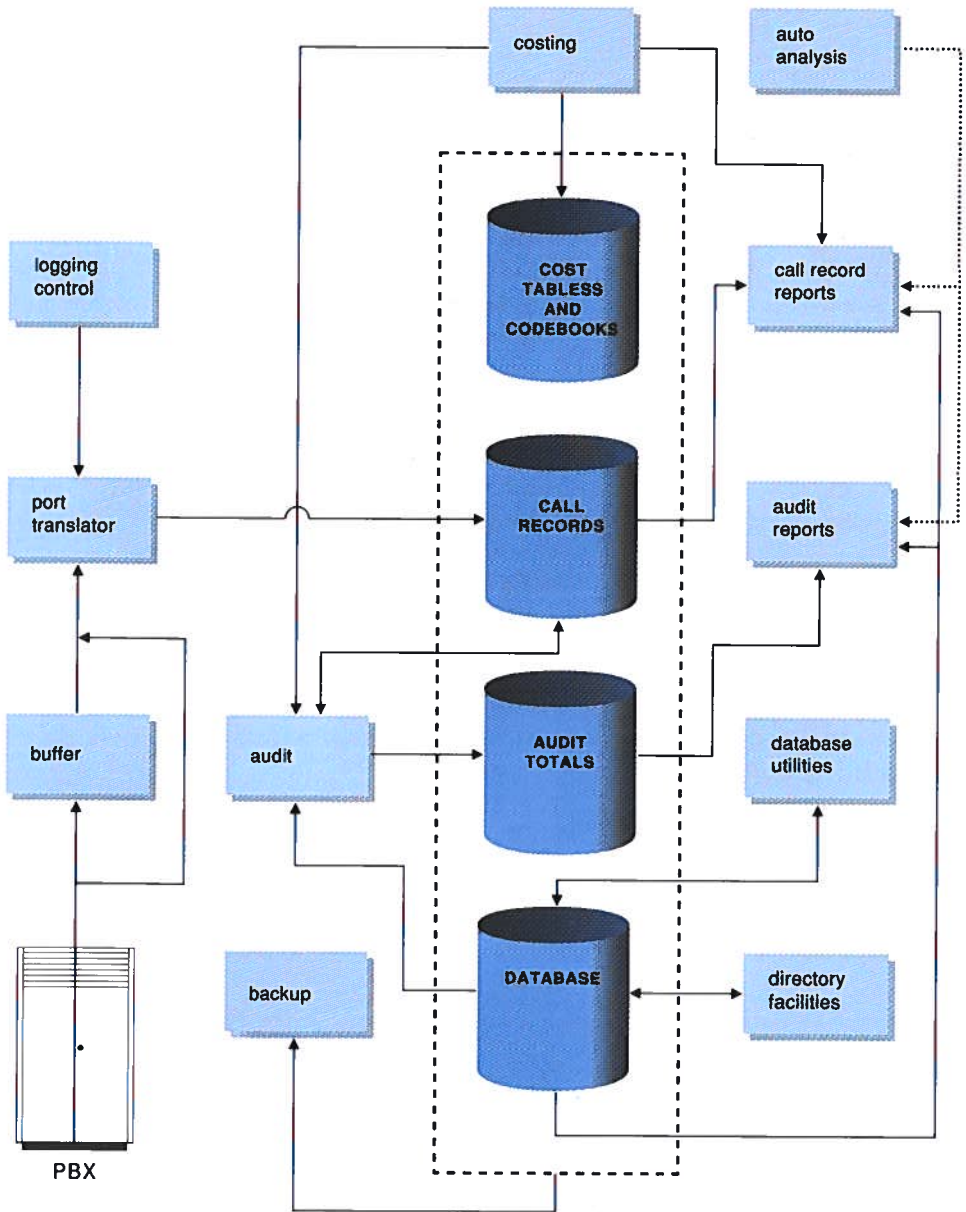 costing
auto
analysis
logging
control
COST
TABLESS
AND
CODEBOOKS
call record
reports
port
translator
CALL
RECORDS
audit
reports
buffer
audit
AUDIT
TOTALS
database
utilities
backup
DATABASE
directory
facilities
PBX